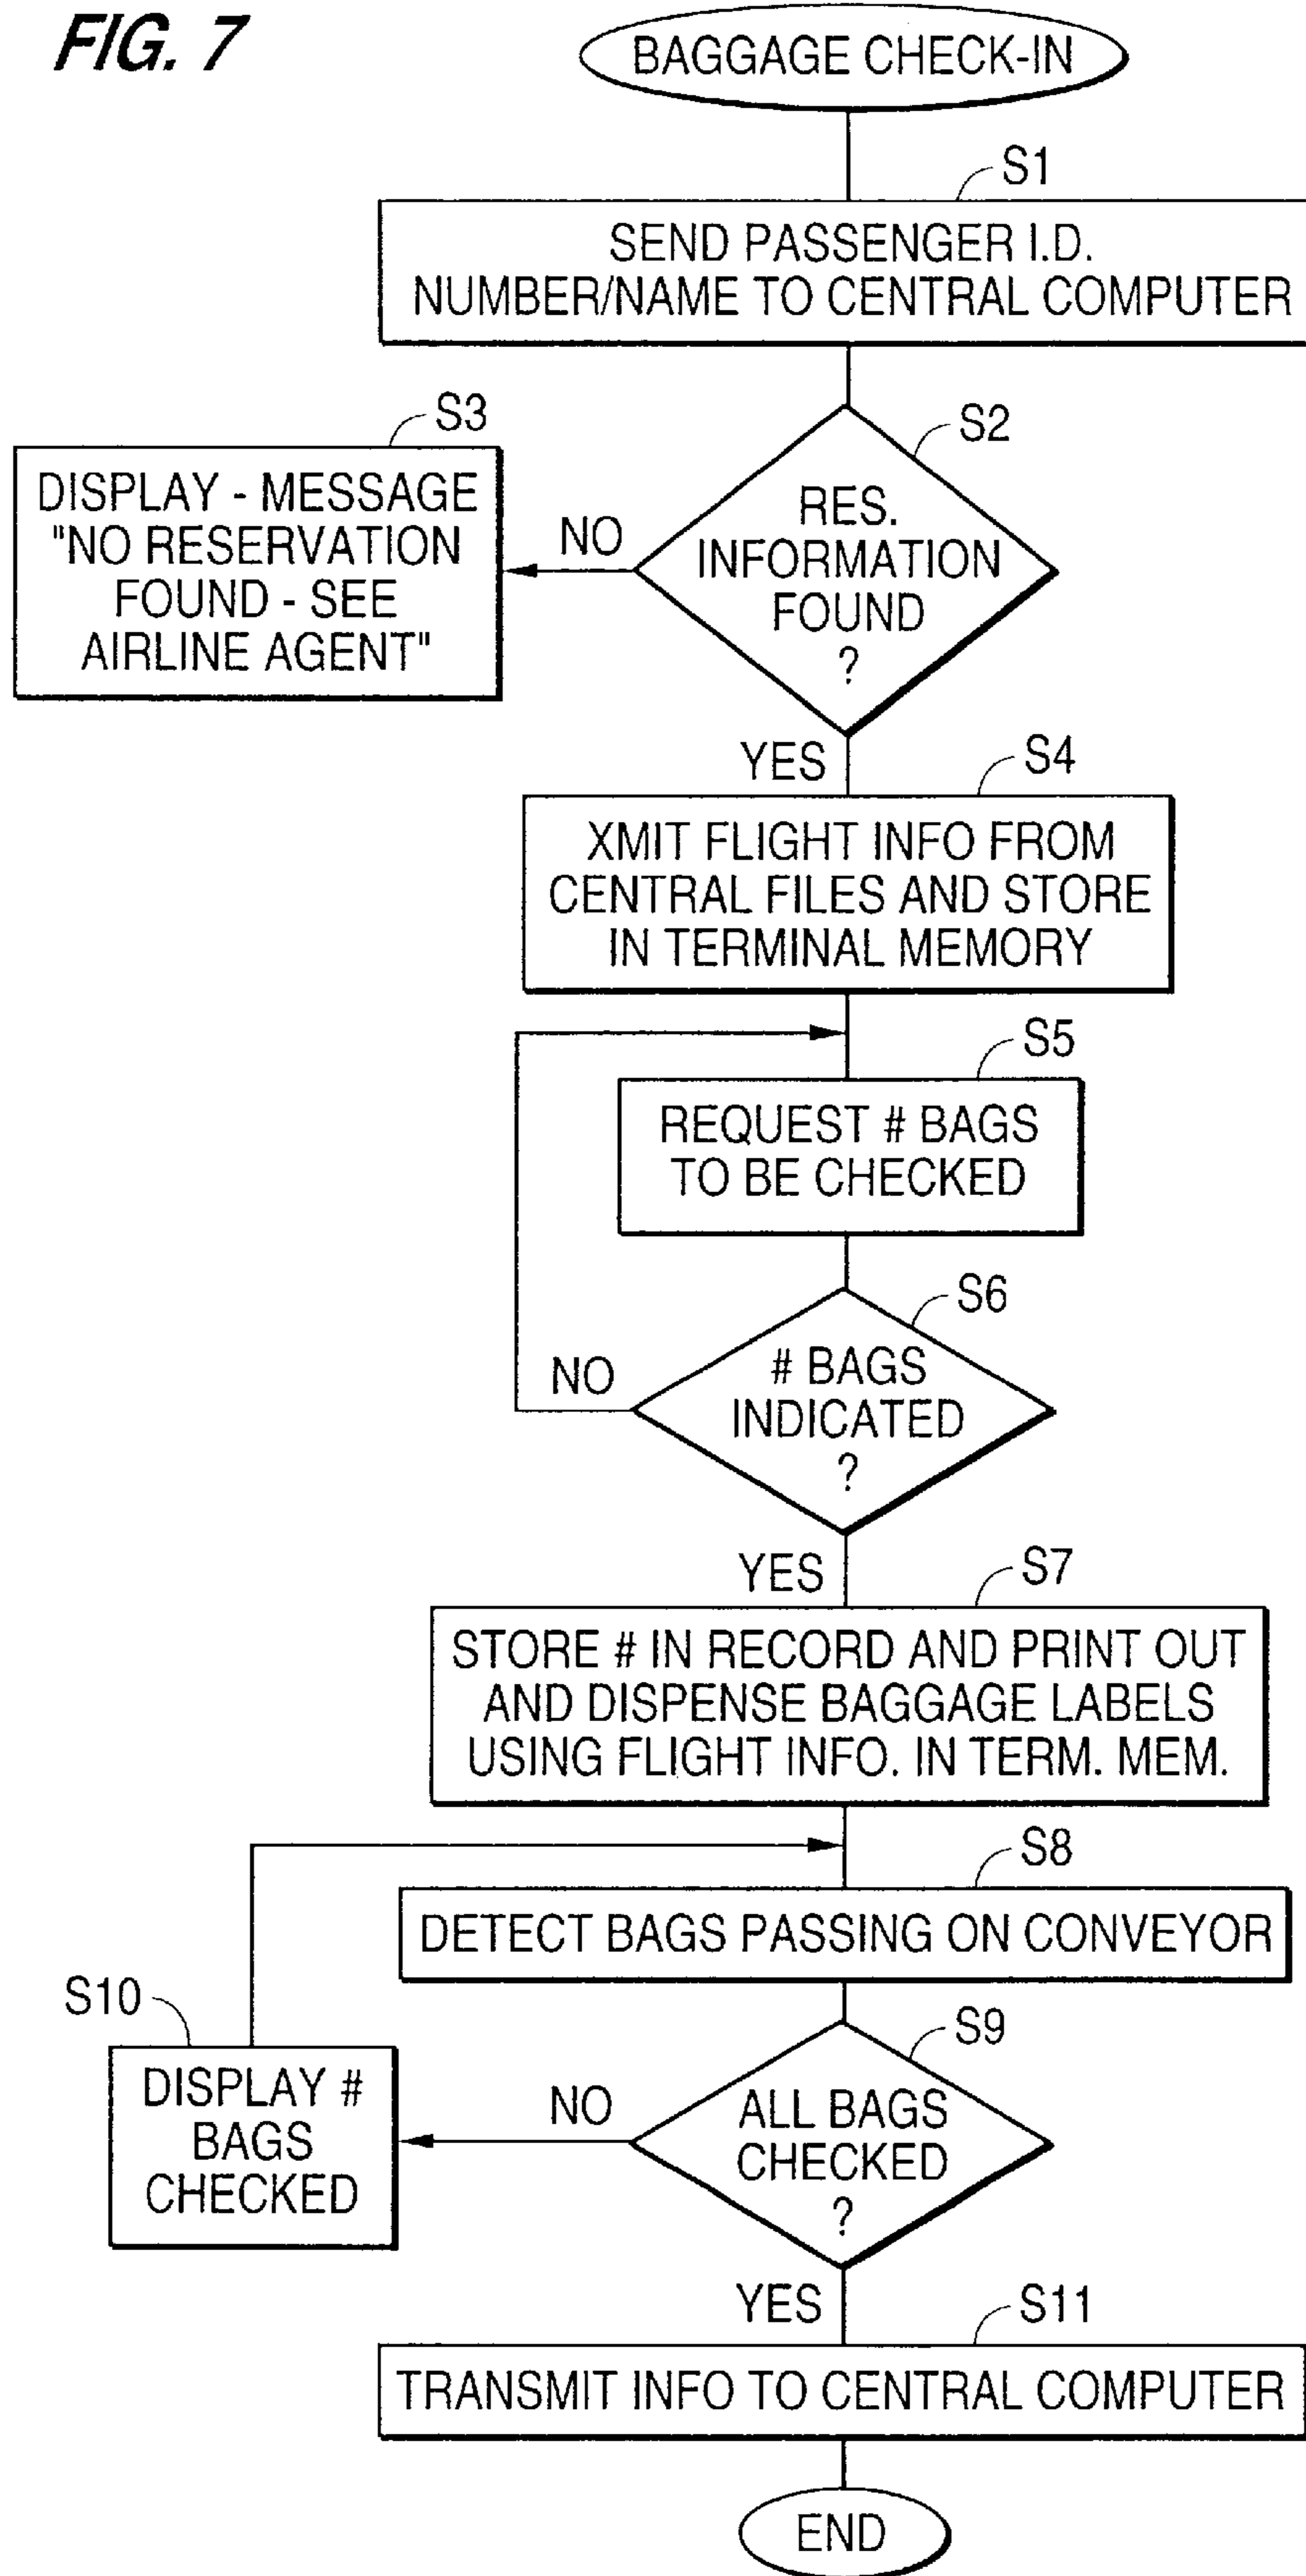 FIG. 7
BAGGAGE CHECK-IN
S1
SEND PASSENGER I.D.
NUMBER/NAME TO CENTRAL COMPUTER
S2
RES.
INFORMATION
FOUND
?
NO
S3
DISPLAY - MESSAGE
"NO RESERVATION
FOUND - SEE
AIRLINE AGENT"
YES
S4
XMIT FLIGHT INFO FROM
CENTRAL FILES AND STORE
IN TERMINAL MEMORY
S5
REQUEST # BAGS
TO BE CHECKED
S6
# BAGS
INDICATED
?
NO
YES
S7
STORE # IN RECORD AND PRINT OUT
AND DISPENSE BAGGAGE LABELS
USING FLIGHT INFO. IN TERM. MEM.
S8
DETECT BAGS PASSING ON CONVEYOR
S9
ALL BAGS
CHECKED
?
NO
S10
DISPLAY #
BAGS
CHECKED
YES
S11
TRANSMIT INFO TO CENTRAL COMPUTER
END